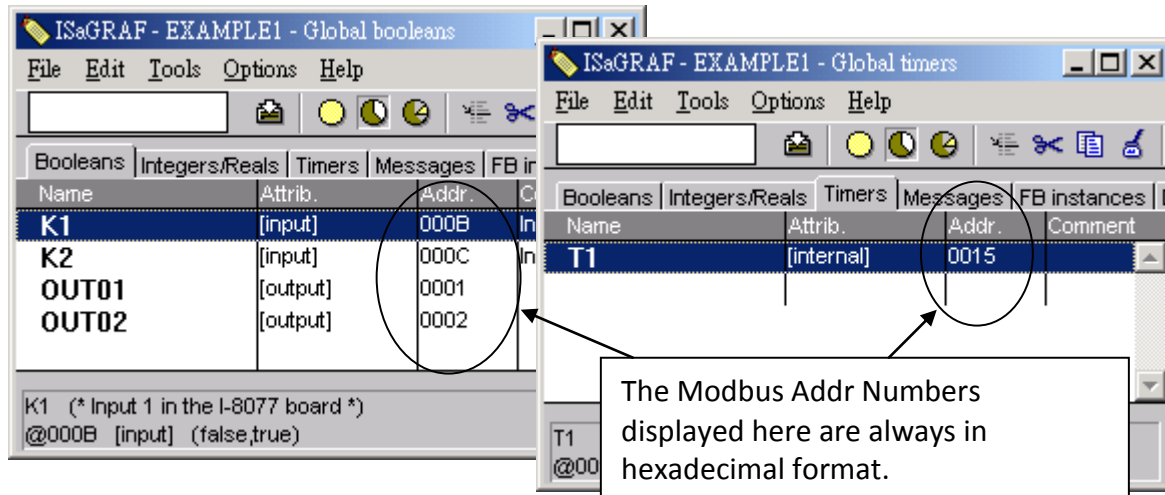 ISaGRAF - EXAMPLE1 - Global booleans
File Edit Tools Options Help
Booleans Integers/Reals Timers Messages FB in
Name Attrib. Addr. C
K1 [input] 000B In
K2 [input] 000C In
OUT01 [output] 0001
OUT02 [output] 0002
K1 (* Input 1 in the I-8077 board *)
@000B [input] (false,true)
ISaGRAF - EXAMPLE1 - Global timers
File Edit Tools Options Help
Booleans Integers/Reals Timers Messages FB instances
Name Attrib. Addr. Comment
T1 [internal] 0015
T1
@00
The Modbus Addr Numbers
displayed here are always in
hexadecimal format.